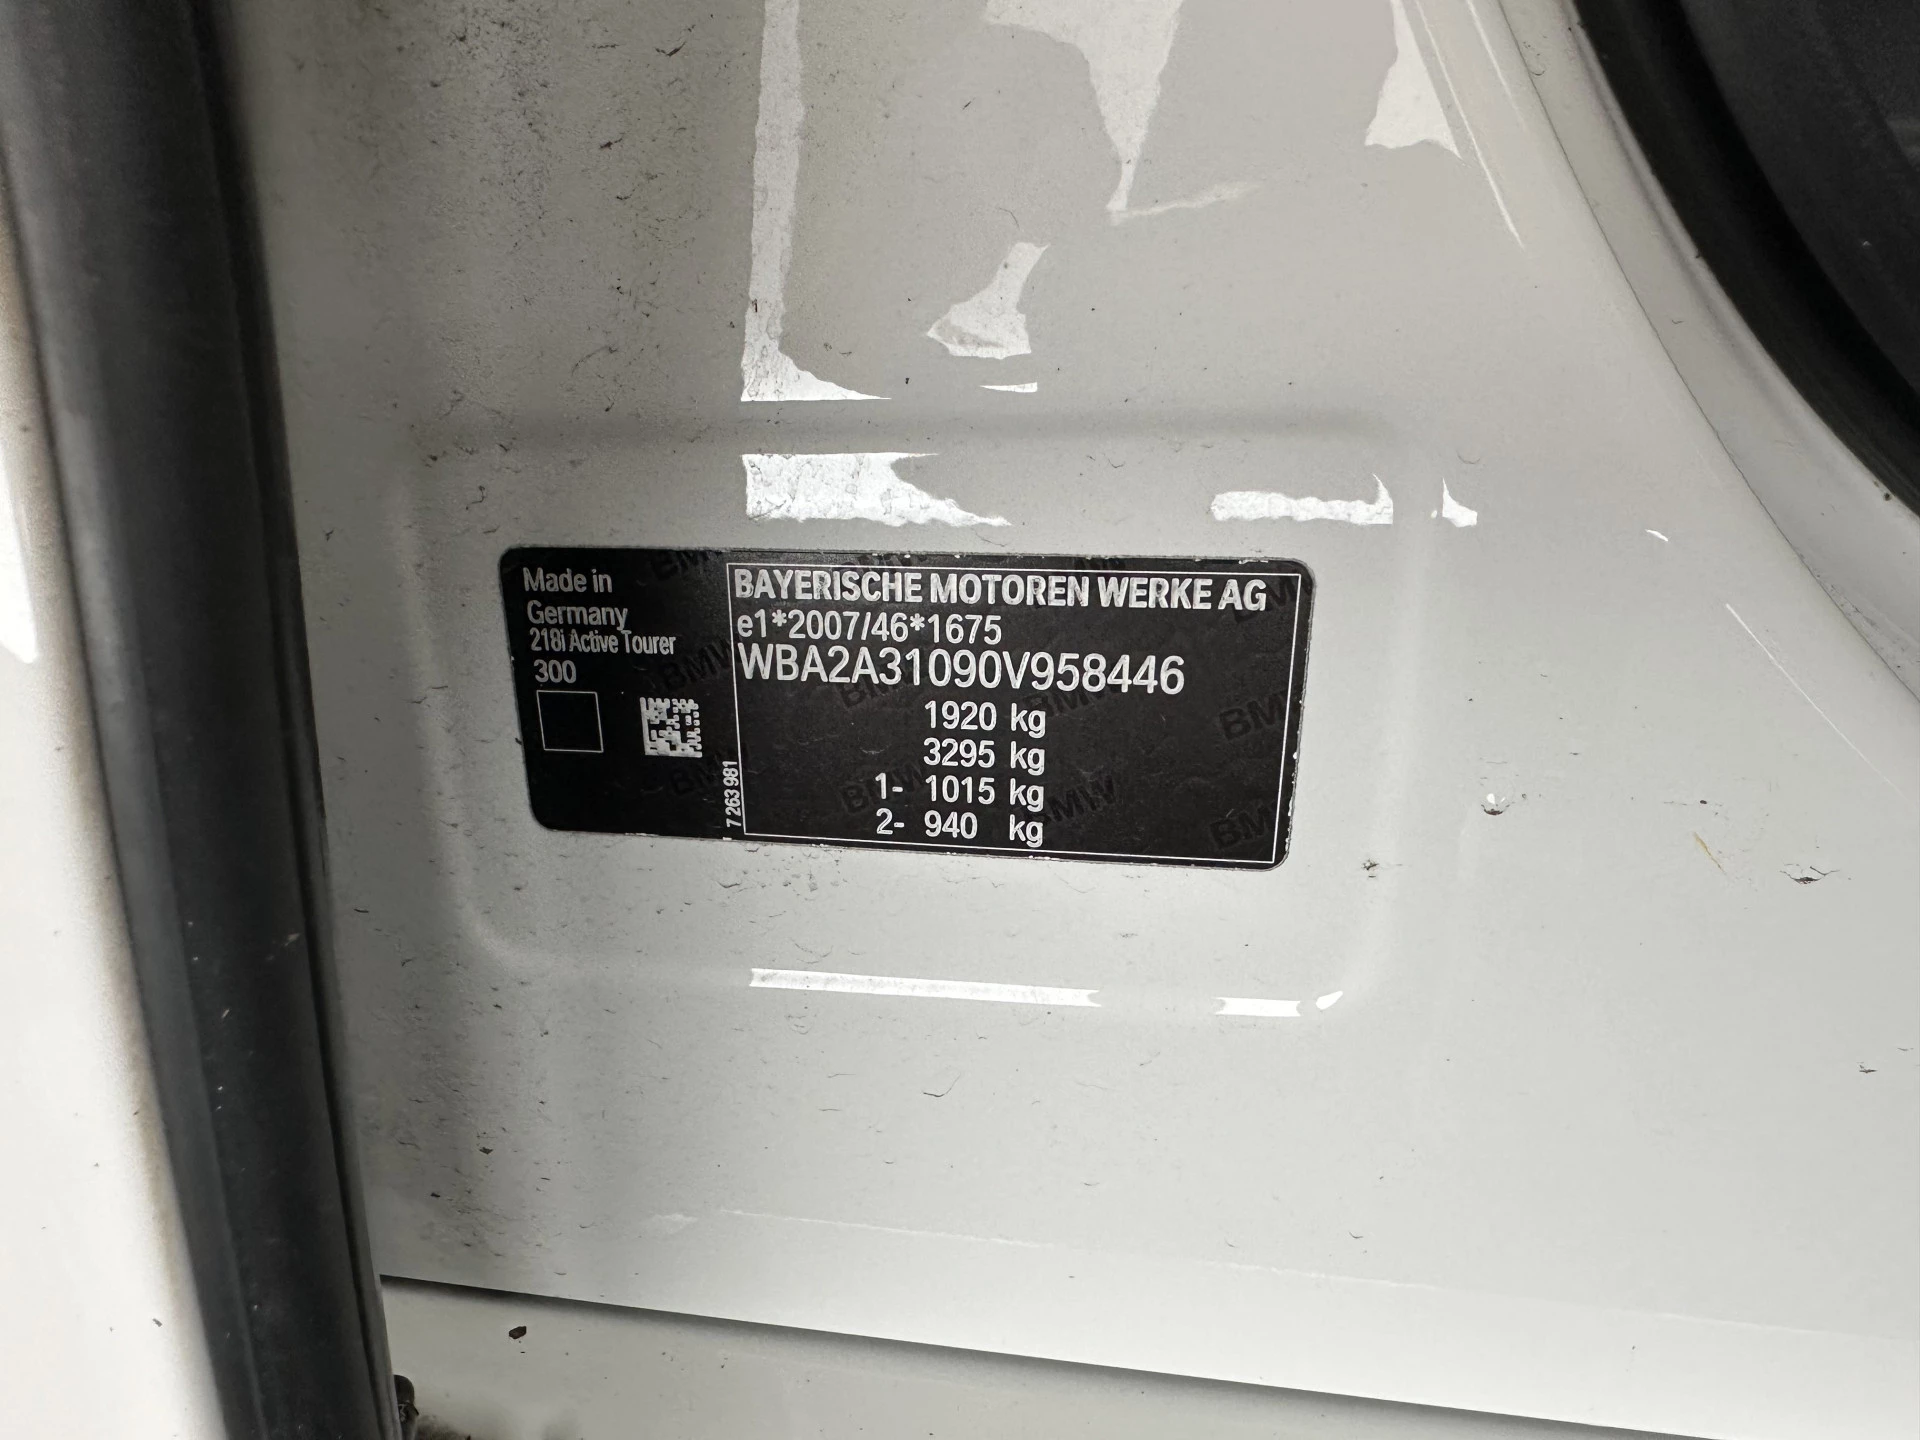 Made in
Germany
218i Active Tourer
300
7 263 981
BAYERISCHE MOTOREN WERKE AG
e1*2007/46*1675
WBA2A31090V958446
1920 kg
3295 kg
1- 1015 kg
2- 940 kg